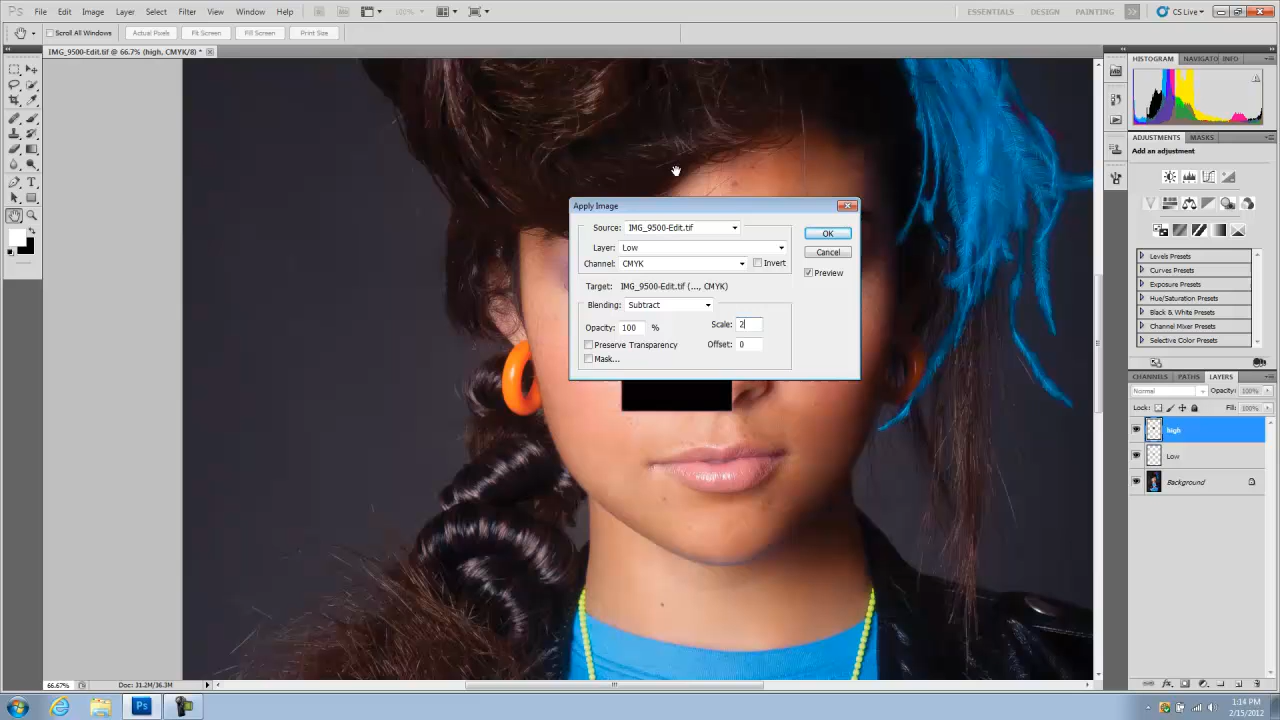 Ps File Edit Image Layer Select Filter View Window Help 100% ESSENTIALS DESIGN PAINTING CS Live
Scroll All Windows Actual Pixels Fit Screen Fill Screen Print Size
IMG_9500-Edit.tif @ 66.7% (high, CMYK/8) *
HISTOGRAM NAVIGATO INFO
ADJUSTMENTS MASKS
Add an adjustment
Apply Image
Source: IMG_9500-Edit.tif OK
Layer: Low Cancel
Channel: CMYK Invert Preview
Target: IMG_9500-Edit.tif (..., CMYK)
Blending: Subtract
Opacity: 100 % Scale: 2
Preserve Transparency Offset: 0
Mask...
Levels Presets
Curves Presets
Exposure Presets
Hue/Saturation Presets
Black & White Presets
Channel Mixer Presets
Selective Color Presets
CHANNELS PATHS LAYERS
Normal Opacity: 100%
Lock: Fill: 100%
high
Low
Background
66.67% Doc: 31.2M/36.3M
Ps 1:14 PM
2/15/2012